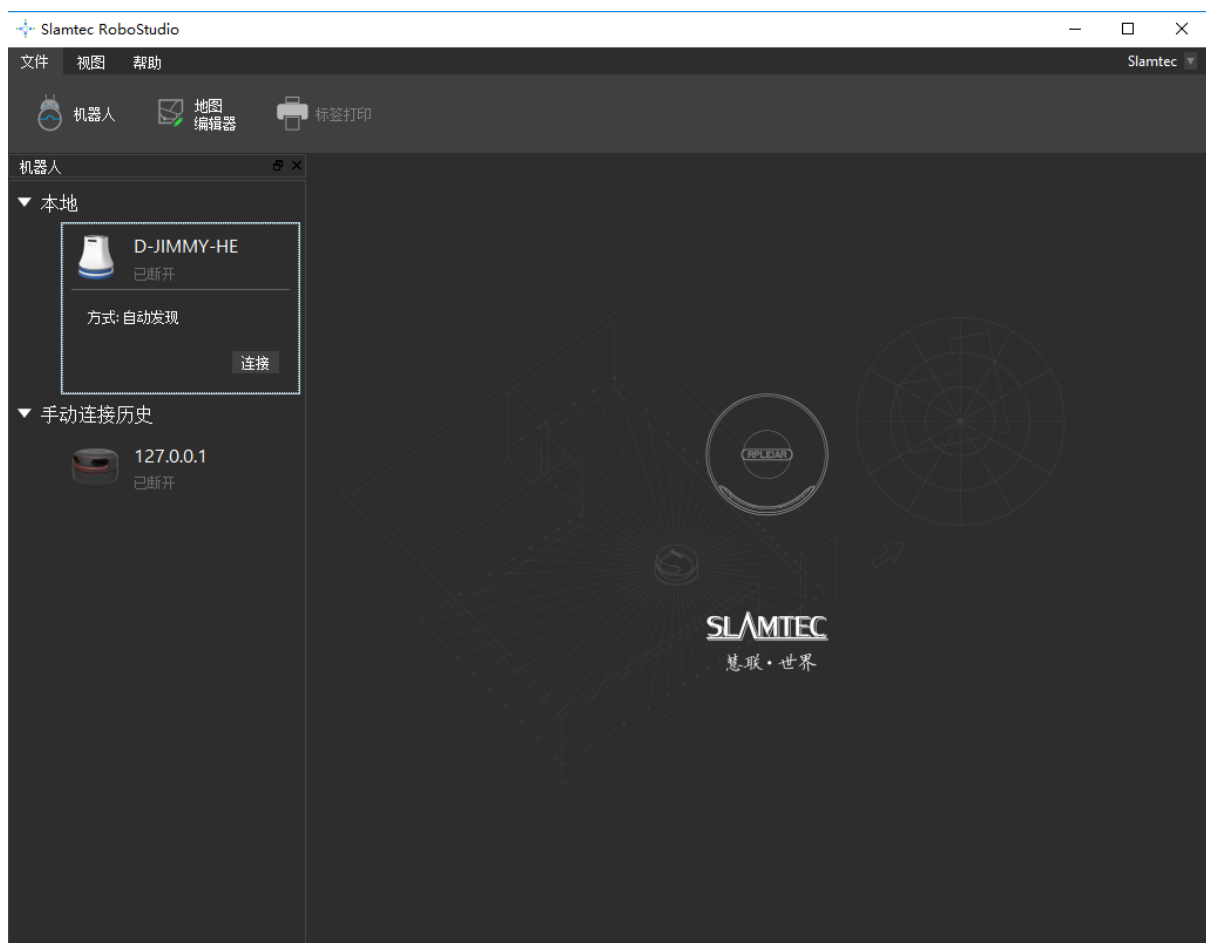 Slamtec RoboStudio
文件 视图 帮助
Slamtec
机器人
地图
编辑器
标签打印
机器人
本地
D-JIMMY-HE
已断开
方式: 自动发现
连接
手动连接历史
127.0.0.1
已断开
RPLIDAR
SLAMTEC
慧联·世界